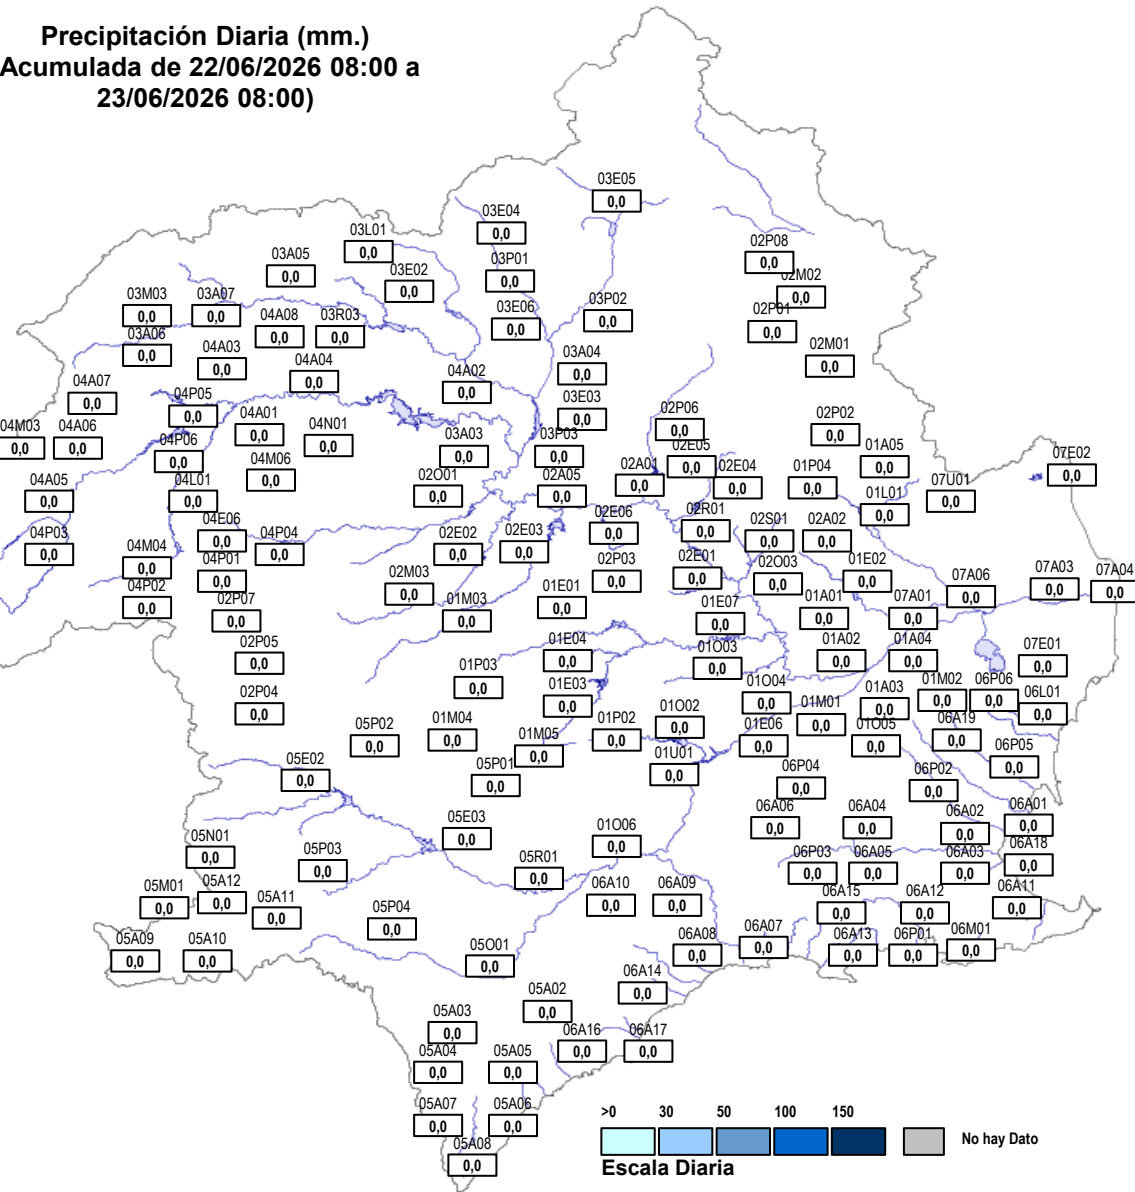 Precipitación Diaria (mm.)
Acumulada de 22/06/2026 08:00 a
23/06/2026 08:00)
03E05
0,0
03E04
0,0
03L01
0,0
02P08
0,0
03A05
0,0
03P01
0,0
03E02
0,0
02M02
0,0
03M03
0,0
03A07
0,0
03P02
0,0
04A08
0,0
03R03
0,0
03E06
0,0
02P01
0,0
03A06
0,0
04A03
0,0
03A04
0,0
02M01
0,0
04A04
0,0
04A02
0,0
04A07
0,0
04P05
0,0
03E03
0,0
02P06
0,0
04A01
0,0
02P02
0,0
04M03
0,0
04A06
0,0
04N01
0,0
03A03
0,0
03P03
0,0
04P06
0,0
02E05
0,0
01A05
0,0
07E02
0,0
04M06
0,0
02O01
0,0
02A05
0,0
02A01
0,0
02E04
0,0
01P04
0,0
04A05
0,0
04L01
0,0
07U01
0,0
01L01
0,0
04E06
0,0
02E06
0,0
02R01
0,0
02S01
0,0
02A02
0,0
04P03
0,0
04P04
0,0
02E02
0,0
02E03
0,0
04M04
0,0
04P01
0,0
02P03
0,0
02E01
0,0
02O03
0,0
01E02
0,0
02M03
0,0
07A06
0,0
07A03
0,0
07A04
0,0
04P02
0,0
02P07
0,0
01M03
0,0
01E01
0,0
01E07
0,0
01A01
0,0
07A01
0,0
02P05
0,0
01E04
0,0
01O03
0,0
01A02
0,0
01A04
0,0
07E01
0,0
01P03
0,0
02P04
0,0
01E03
0,0
01O04
0,0
01A03
0,0
01M02
0,0
06P06
0,0
06L01
0,0
05P02
0,0
01M04
0,0
01P02
0,0
01O02
0,0
01M01
0,0
01E06
0,0
01O05
0,0
06A19
0,0
01M05
0,0
05E02
0,0
05P01
0,0
01U01
0,0
06P04
0,0
06P02
0,0
06P05
0,0
05E03
0,0
01O06
0,0
06A06
0,0
06A04
0,0
06A02
0,0
06A01
0,0
05N01
0,0
05P03
0,0
05R01
0,0
06P03
0,0
06A05
0,0
06A03
0,0
06A18
0,0
05M01
0,0
05A12
0,0
05A11
0,0
06A10
0,0
06A09
0,0
06A15
0,0
06A12
0,0
06A11
0,0
05P04
0,0
05A09
0,0
05A10
0,0
05O01
0,0
06A08
0,0
06A07
0,0
06A13
0,0
06P01
0,0
06M01
0,0
06A14
0,0
05A02
0,0
05A03
0,0
06A16
0,0
06A17
0,0
05A04
0,0
05A05
0,0
05A07
0,0
05A06
0,0
05A08
0,0
>0 30 50 100 150
No hay Dato
Escala Diaria